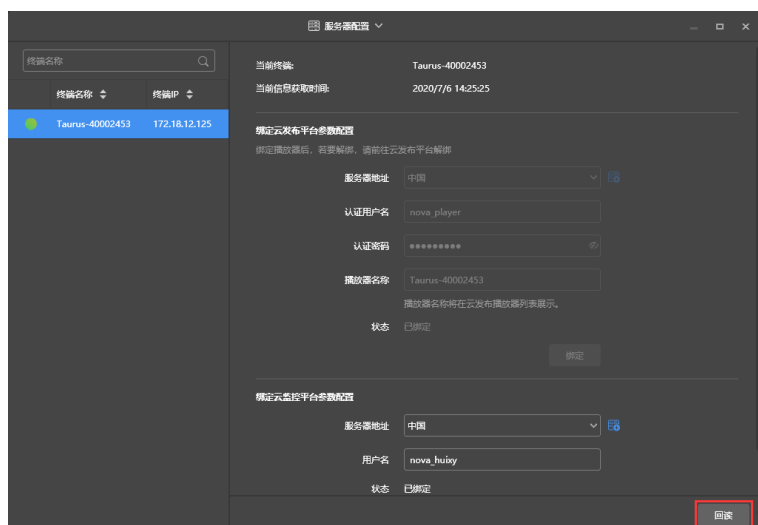 服务器配置
终端名称
终端名称 终端IP
Taurus-40002453 172.18.12.125
当前终端: Taurus-40002453
当前信息获取时间: 2020/7/6 14:25:25
绑定云发布平台参数配置
绑定播放器后，若要解绑，请前往云发布平台解绑
服务器地址 中国
认证用户名 nova_player
认证密码 ●●●●●●●●●
播放器名称 Taurus-40002453
播放器名称将在云发布播放器列表展示。
状态 已绑定
绑定
绑定云监控平台参数配置
服务器地址 中国
用户名 nova_huixy
状态 已绑定
回读